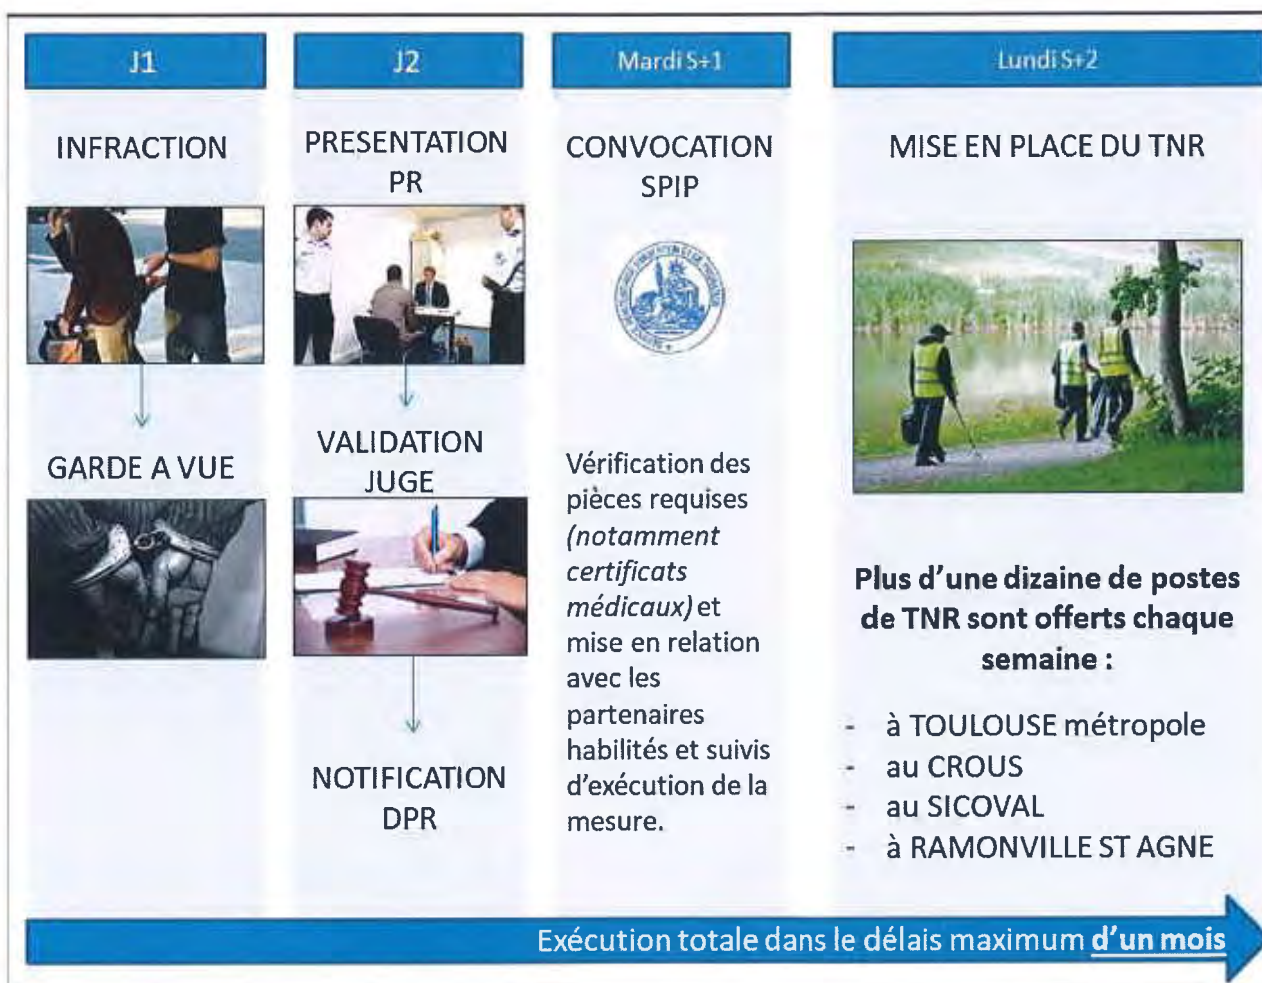 J1
INFRACTION
GARDE A VUE
J2
PRESENTATION
PR
VALIDATION
JUGE
NOTIFICATION
DPR
Mardi S+1
CONVOCATION
SPIP
Vérification des
pièces requises
(notamment
certificats
médicaux) et
mise en relation
avec les
partenaires
habilités et suivis
d'exécution de la
mesure.
Lundi S+2
MISE EN PLACE DU TNR
Plus d'une dizaine de postes
de TNR sont offerts chaque
semaine :
- à TOULOUSE métropole
- au CROUS
- au SICOVAL
- à RAMONVILLE ST AGNE
Exécution totale dans le délais maximum d'un mois